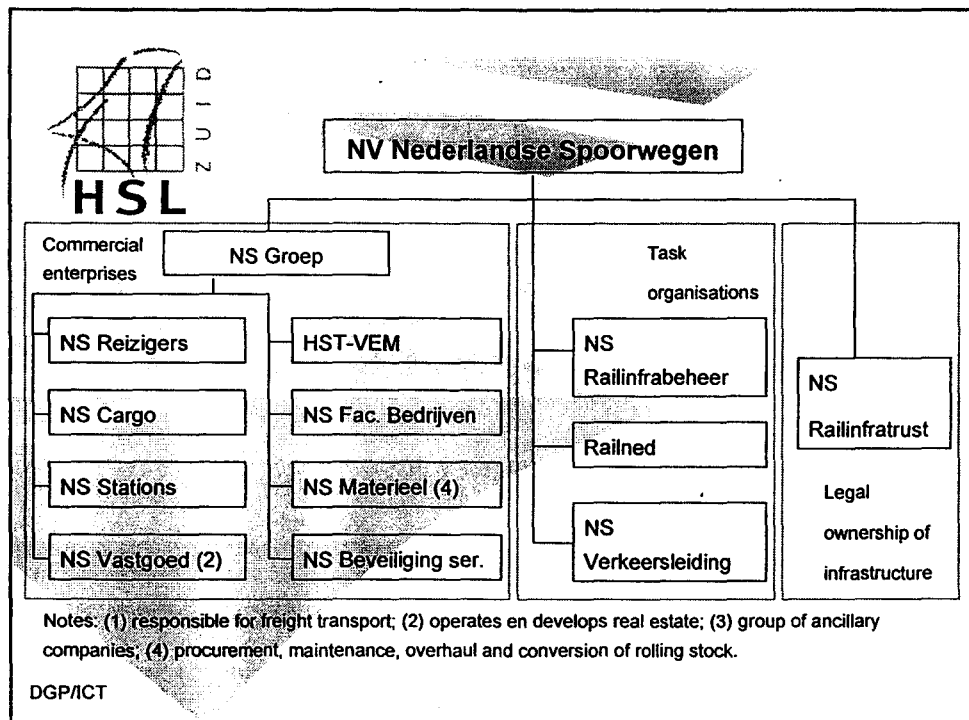 ZUID
HSL
NV Nederlandse Spoorwegen
Commercial
enterprises
NS Groep
NS Reizigers
NS Cargo
NS Stations
NS Vastgoed (2)
HST-VEM
NS Fac. Bedrijven
NS Materieel (4)
NS Beveiliging ser.
Task
organisations
NS
Railinfrabeheer
Railned
NS
Verkeersleiding
NS
Railinfratrust
Legal
ownership of
infrastructure
Notes: (1) responsible for freight transport; (2) operates en develops real estate; (3) group of ancillary
companies; (4) procurement, maintenance, overhaul and conversion of rolling stock.
DGP/ICT